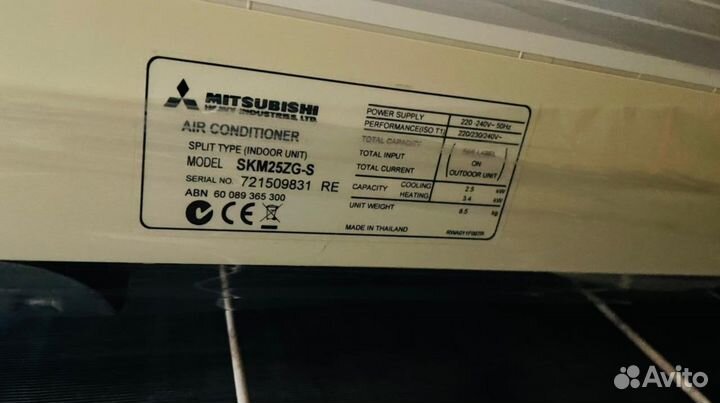 MITSUBISHI
HEAVY INDUSTRIES, LTD.
AIR CONDITIONER
SPLIT TYPE (INDOOR UNIT)
MODEL SKM25ZG-S
SERIAL NO. 721509831 RE
ABN 60 089 365 300
POWER SUPPLY 220-240V~ 50Hz
PERFORMANCE(ISO T1) 220/230/240V~
TOTAL CAPACITY
TOTAL INPUT
TOTAL CURRENT
SEE LABEL
ON
OUTDOOR UNIT
CAPACITY COOLING 2.5 kW
HEATING 3.4 kW
UNIT WEIGHT 8.5 kg
MADE IN THAILAND
Avito